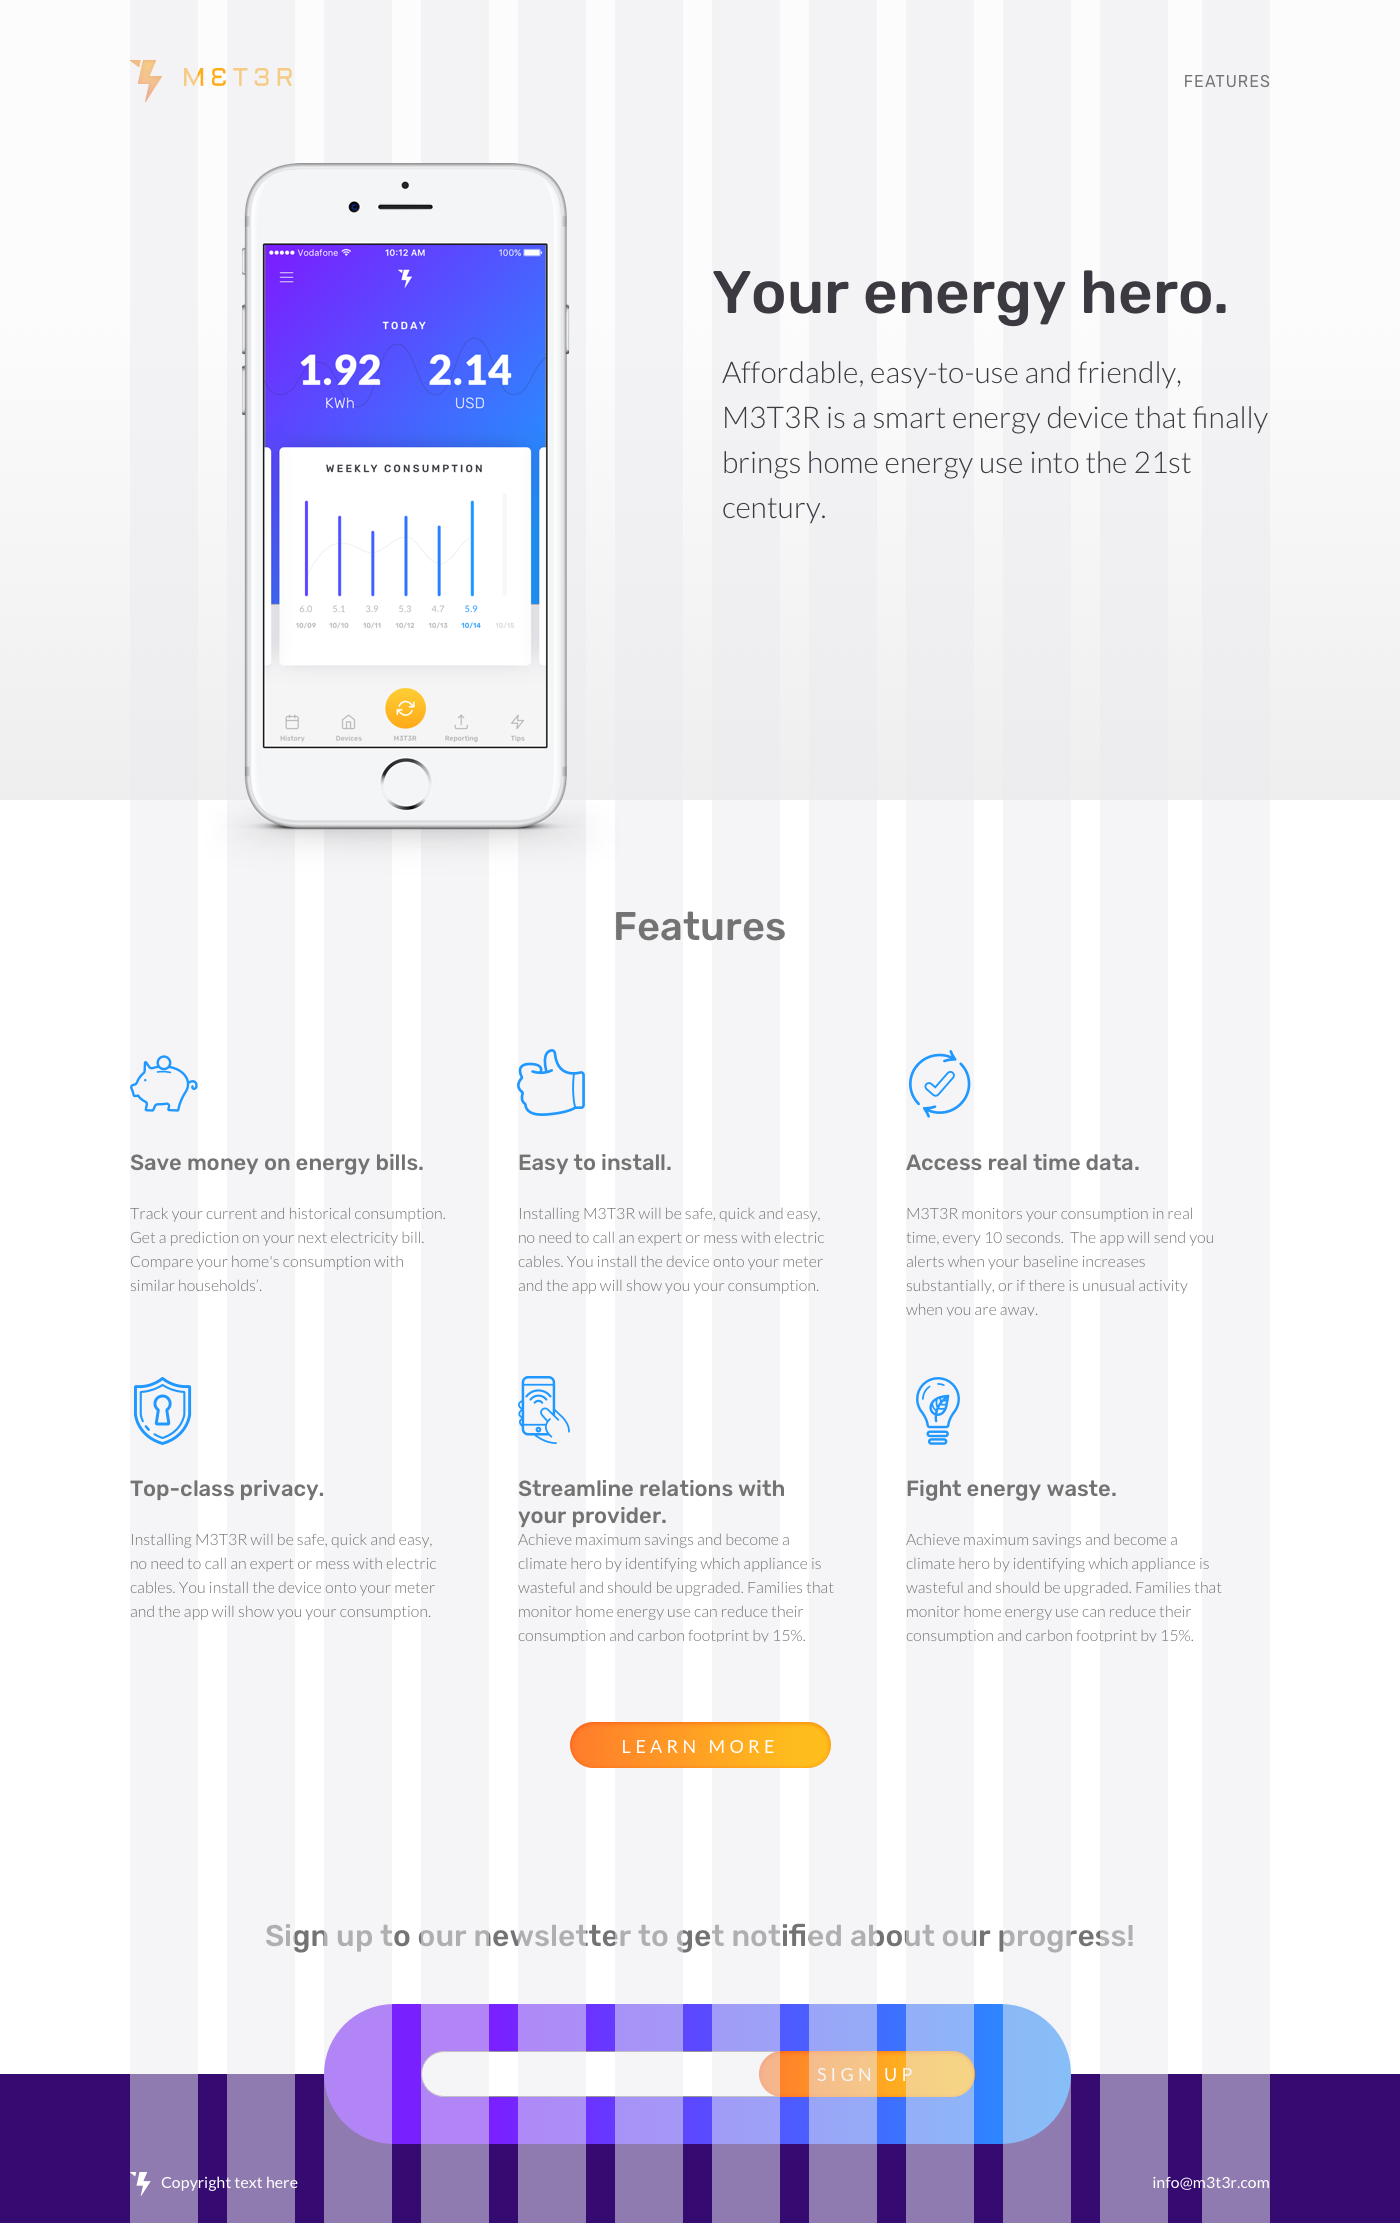 MƐT3R
FEATURES
Vodafone 10:12 AM 100%
TODAY
1.92 2.14
KWh USD
WEEKLY CONSUMPTION
6.0 5.1 3.9 5.3 4.7 5.9
10/09 10/10 10/11 10/12 10/13 10/14 10/15
History Devices M3T3R Reporting Tips
Your energy hero.
Affordable, easy-to-use and friendly,
M3T3R is a smart energy device that finally
brings home energy use into the 21st
century.
Features
Save money on energy bills.
Track your current and historical consumption.
Get a prediction on your next electricity bill.
Compare your home's consumption with
similar households'.
Easy to install.
Installing M3T3R will be safe, quick and easy,
no need to call an expert or mess with electric
cables. You install the device onto your meter
and the app will show you your consumption.
Access real time data.
M3T3R monitors your consumption in real
time, every 10 seconds. The app will send you
alerts when your baseline increases
substantially, or if there is unusual activity
when you are away.
Top-class privacy.
Installing M3T3R will be safe, quick and easy,
no need to call an expert or mess with electric
cables. You install the device onto your meter
and the app will show you your consumption.
Streamline relations with
your provider.
Achieve maximum savings and become a
climate hero by identifying which appliance is
wasteful and should be upgraded. Families that
monitor home energy use can reduce their
consumption and carbon footprint by 15%.
Fight energy waste.
Achieve maximum savings and become a
climate hero by identifying which appliance is
wasteful and should be upgraded. Families that
monitor home energy use can reduce their
consumption and carbon footprint by 15%.
LEARN MORE
Sign up to our newsletter to get notified about our progress!
SIGN UP
Copyright text here
info@m3t3r.com